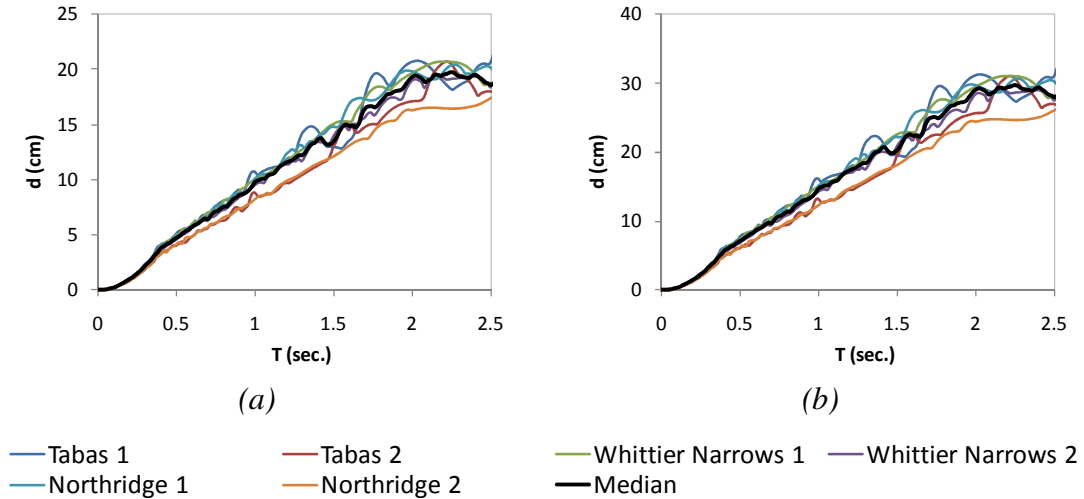 25
20
15
10
5
0
d (cm)
0 0.5 1 1.5 2 2.5
T (sec.)
(a)
40
30
20
10
0
d (cm)
0 0.5 1 1.5 2 2.5
T (sec.)
(b)
Tabas 1 Tabas 2 Whittier Narrows 1 Whittier Narrows 2
Northridge 1 Northridge 2 Median